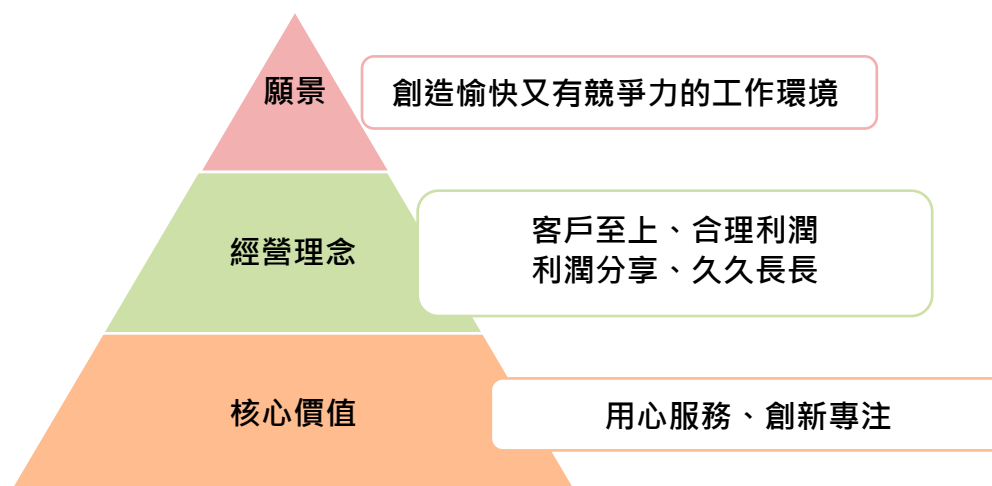 願景
創造愉快又有競爭力的工作環境
經營理念
客戶至上、合理利潤
利潤分享、久久長長
核心價值
用心服務、創新專注